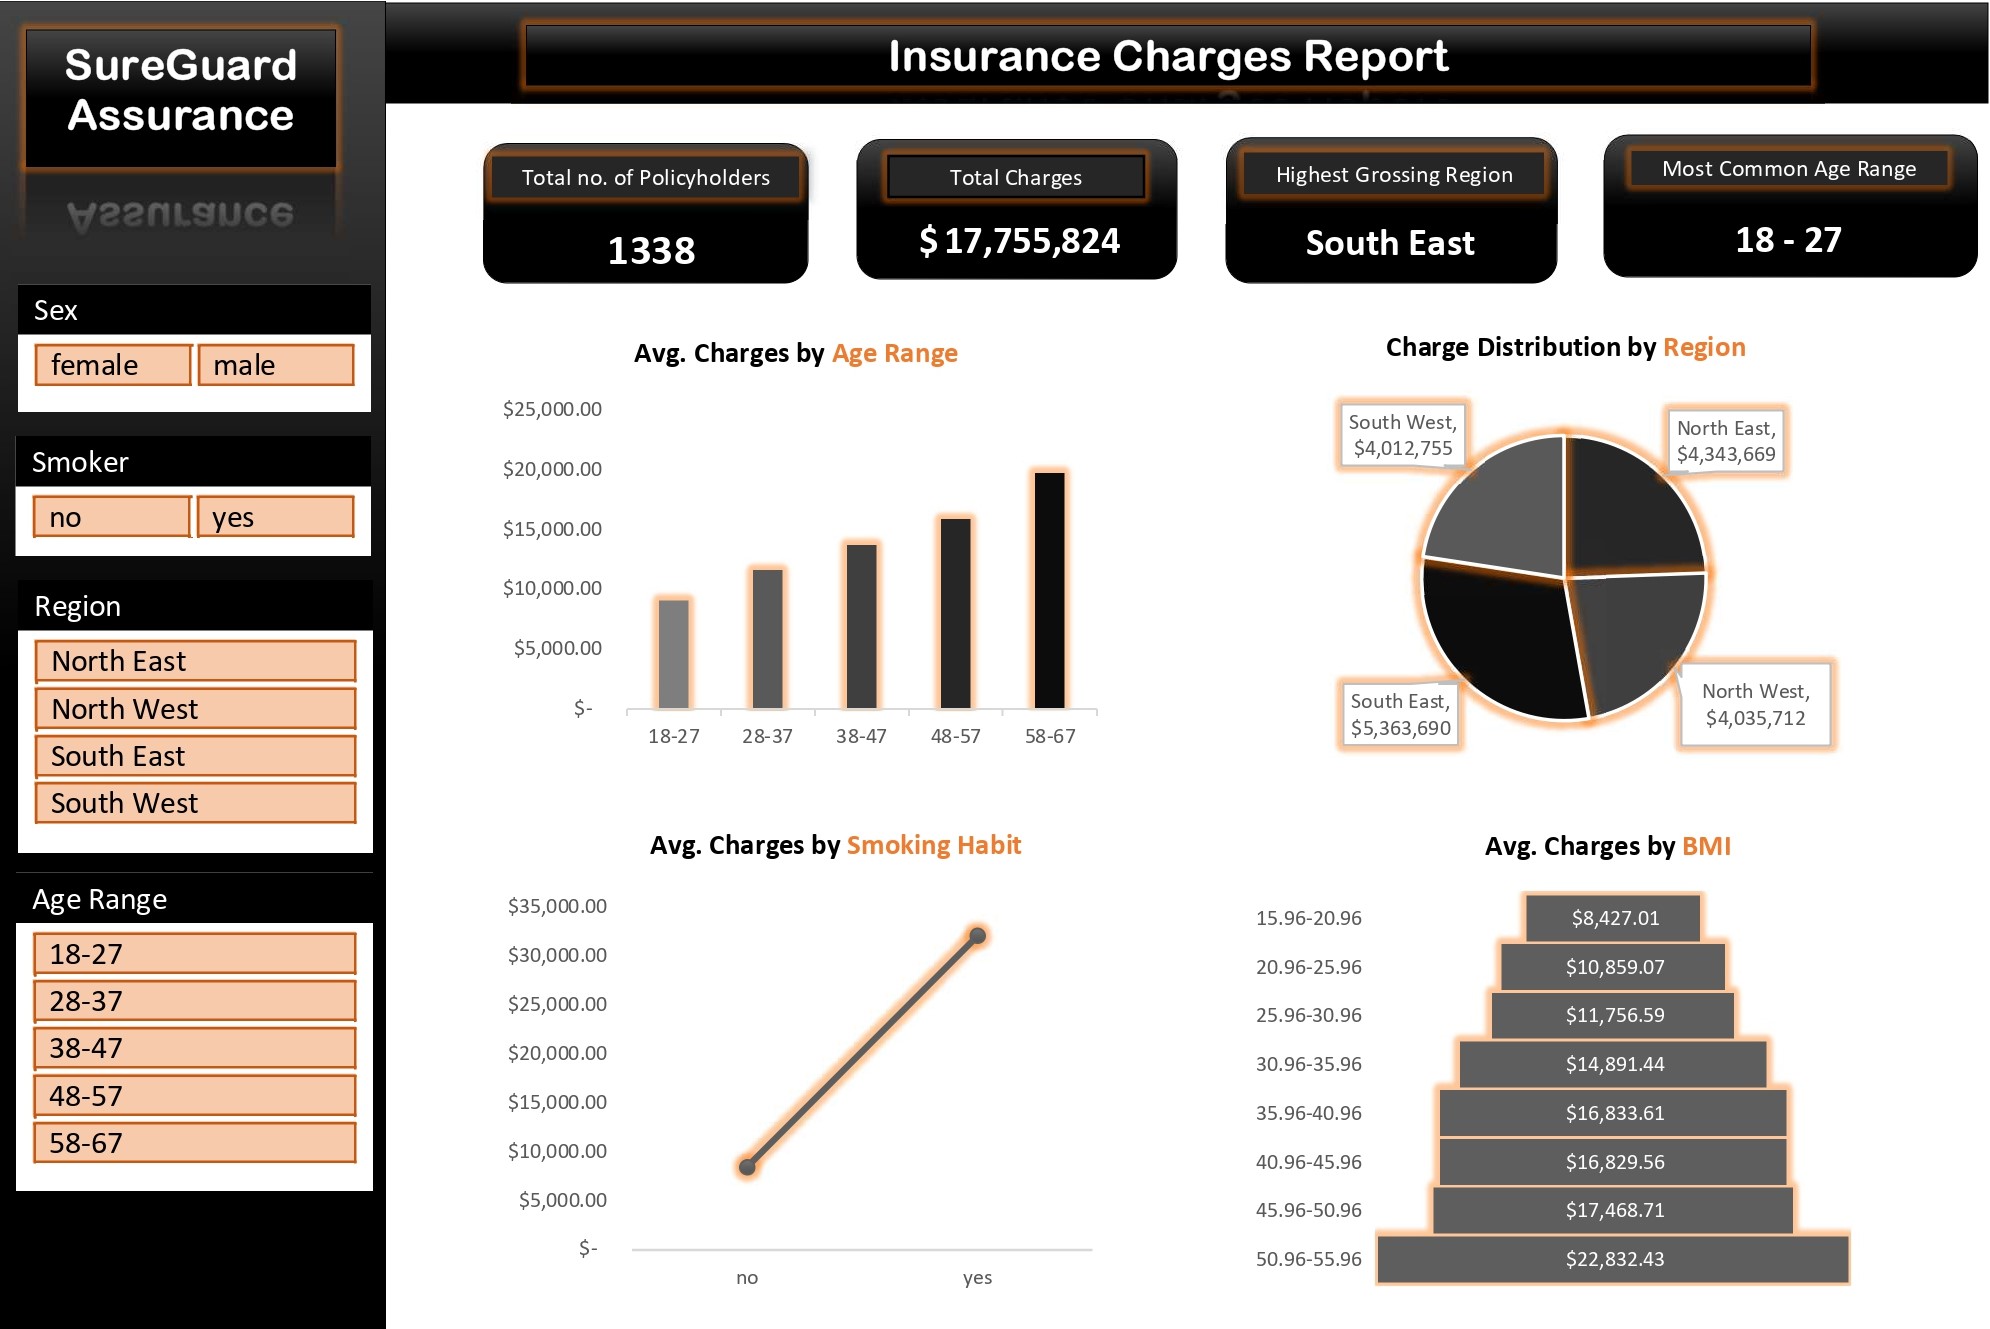 SureGuard
Assurance
Insurance Charges Report
Total no. of Policyholders
1338
Total Charges
$ 17,755,824
Highest Grossing Region
South East
Most Common Age Range
18 - 27
Sex
female
male
Smoker
no
yes
Region
North East
North West
South East
South West
Age Range
18-27
28-37
38-47
48-57
58-67
Avg. Charges by Age Range
$25,000.00
$20,000.00
$15,000.00
$10,000.00
$5,000.00
$-
18-27
28-37
38-47
48-57
58-67
Charge Distribution by Region
South West,
$4,012,755
North East,
$4,343,669
South East,
$5,363,690
North West,
$4,035,712
Avg. Charges by Smoking Habit
$35,000.00
$30,000.00
$25,000.00
$20,000.00
$15,000.00
$10,000.00
$5,000.00
$-
no
yes
Avg. Charges by BMI
15.96-20.96 $8,427.01
20.96-25.96 $10,859.07
25.96-30.96 $11,756.59
30.96-35.96 $14,891.44
35.96-40.96 $16,833.61
40.96-45.96 $16,829.56
45.96-50.96 $17,468.71
50.96-55.96 $22,832.43